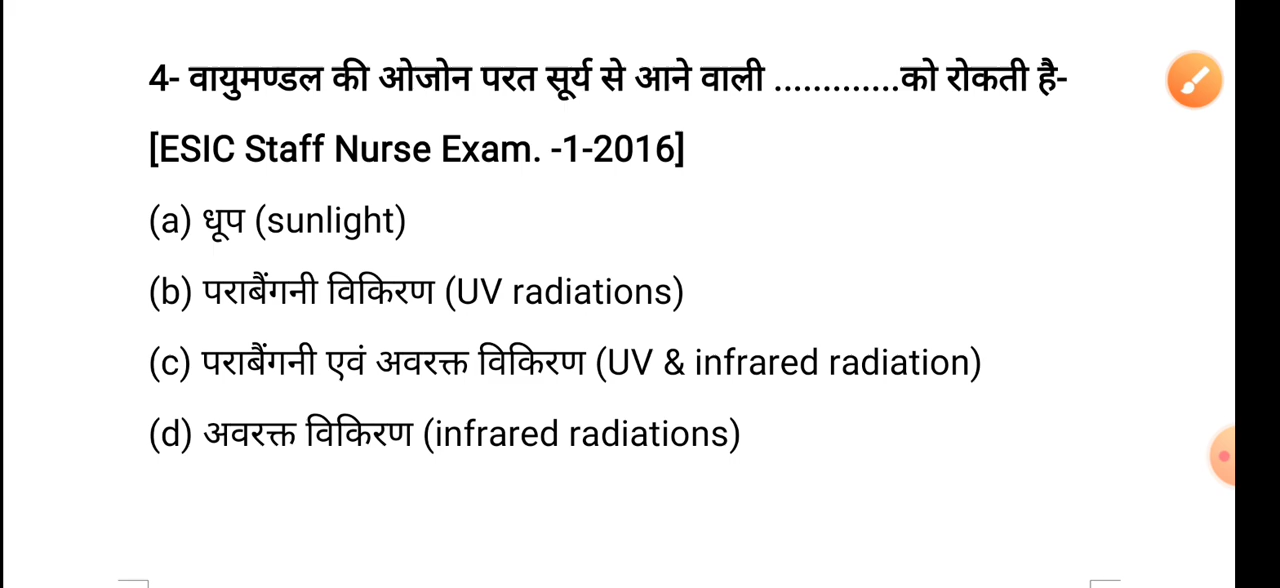 4- वायुमण्डल की ओजोन परत सूर्य से आने वाली .............को रोकती है-
[ESIC Staff Nurse Exam. -1-2016]
(a) धूप (sunlight)
(b) पराबैंगनी विकिरण (UV radiations)
(c) पराबैंगनी एवं अवरक्त विकिरण (UV & infrared radiation)
(d) अवरक्त विकिरण (infrared radiations)